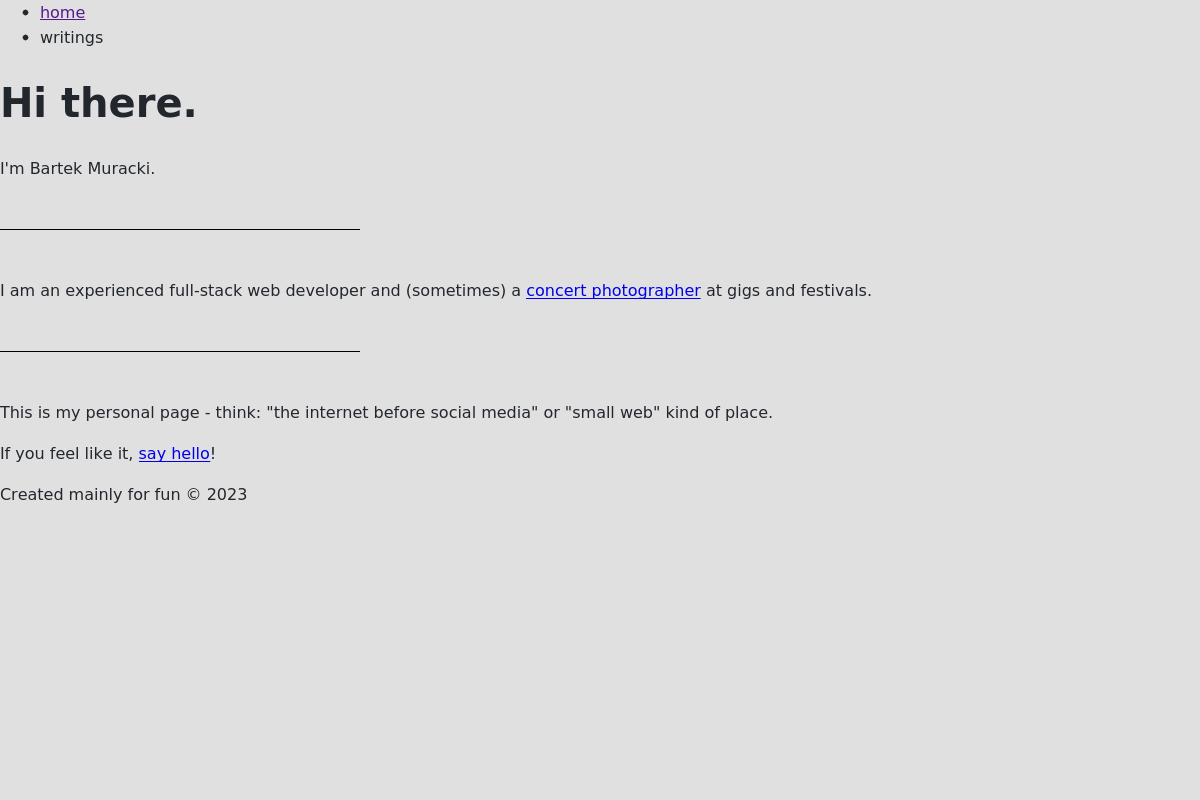 home
writings
Hi there.
I'm Bartek Muracki.
I am an experienced full-stack web developer and (sometimes) a concert photographer at gigs and festivals.
This is my personal page - think: "the internet before social media" or "small web" kind of place.
If you feel like it, say hello!
Created mainly for fun © 2023